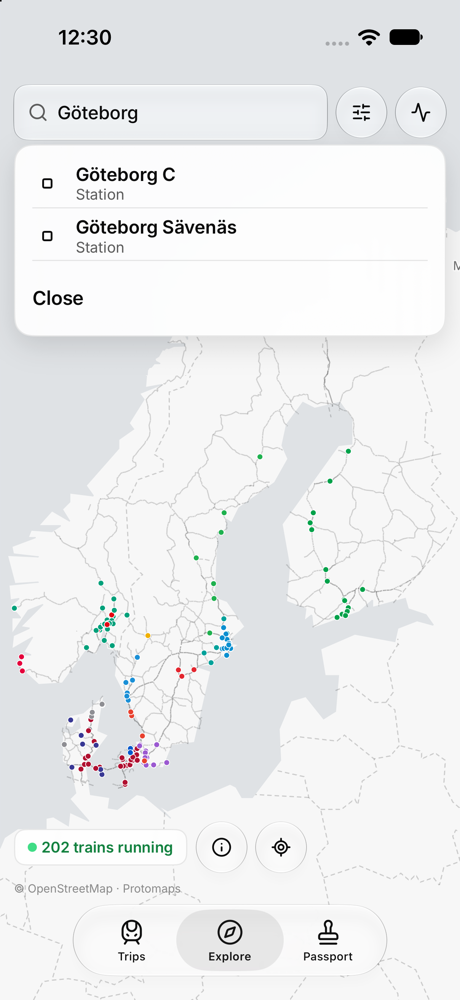 12:30
Göteborg
Göteborg C
Station
Göteborg Sävenäs
Station
Close
M
202 trains running
© OpenStreetMap · Protomaps
Trips
Explore
Passport